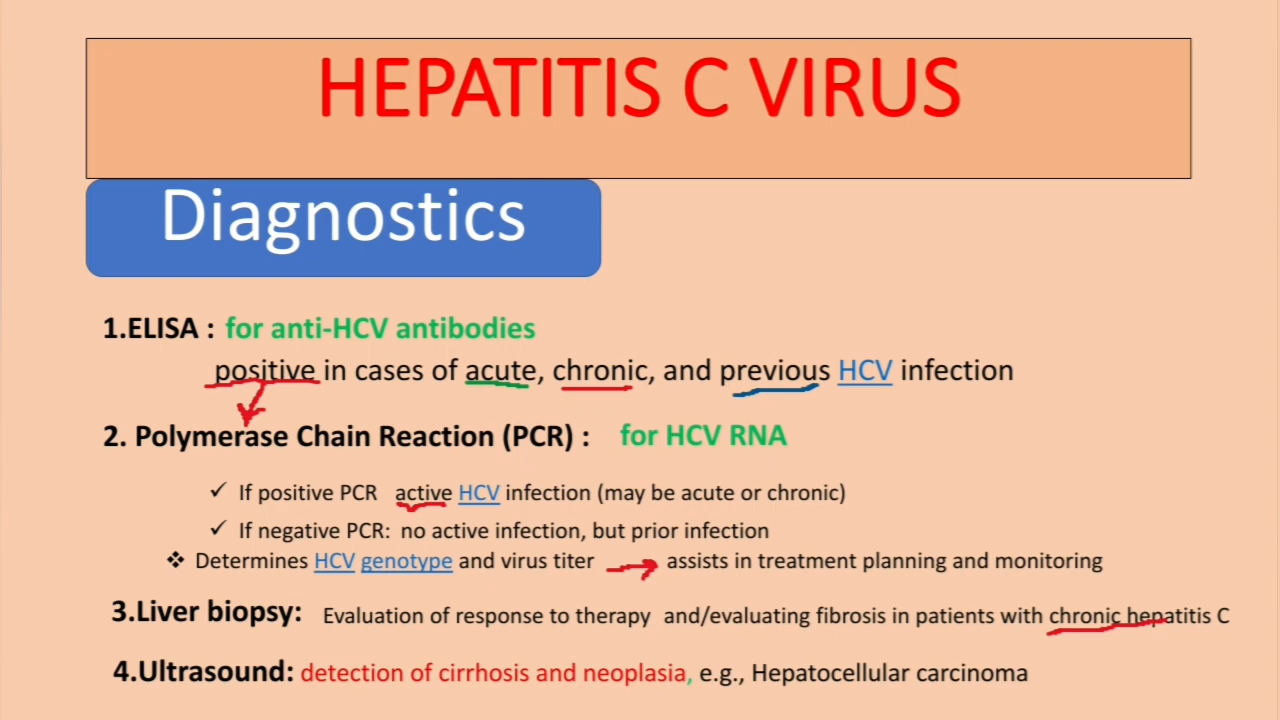 HEPATITIS C VIRUS
Diagnostics
1.ELISA : for anti-HCV antibodies
positive in cases of acute, chronic, and previous HCV infection
2. Polymerase Chain Reaction (PCR) : for HCV RNA
✓ If positive PCR active HCV infection (may be acute or chronic)
✓ If negative PCR: no active infection, but prior infection
❖ Determines HCV genotype and virus titer → assists in treatment planning and monitoring
3.Liver biopsy: Evaluation of response to therapy and/evaluating fibrosis in patients with chronic hepatitis C
4.Ultrasound: detection of cirrhosis and neoplasia, e.g., Hepatocellular carcinoma